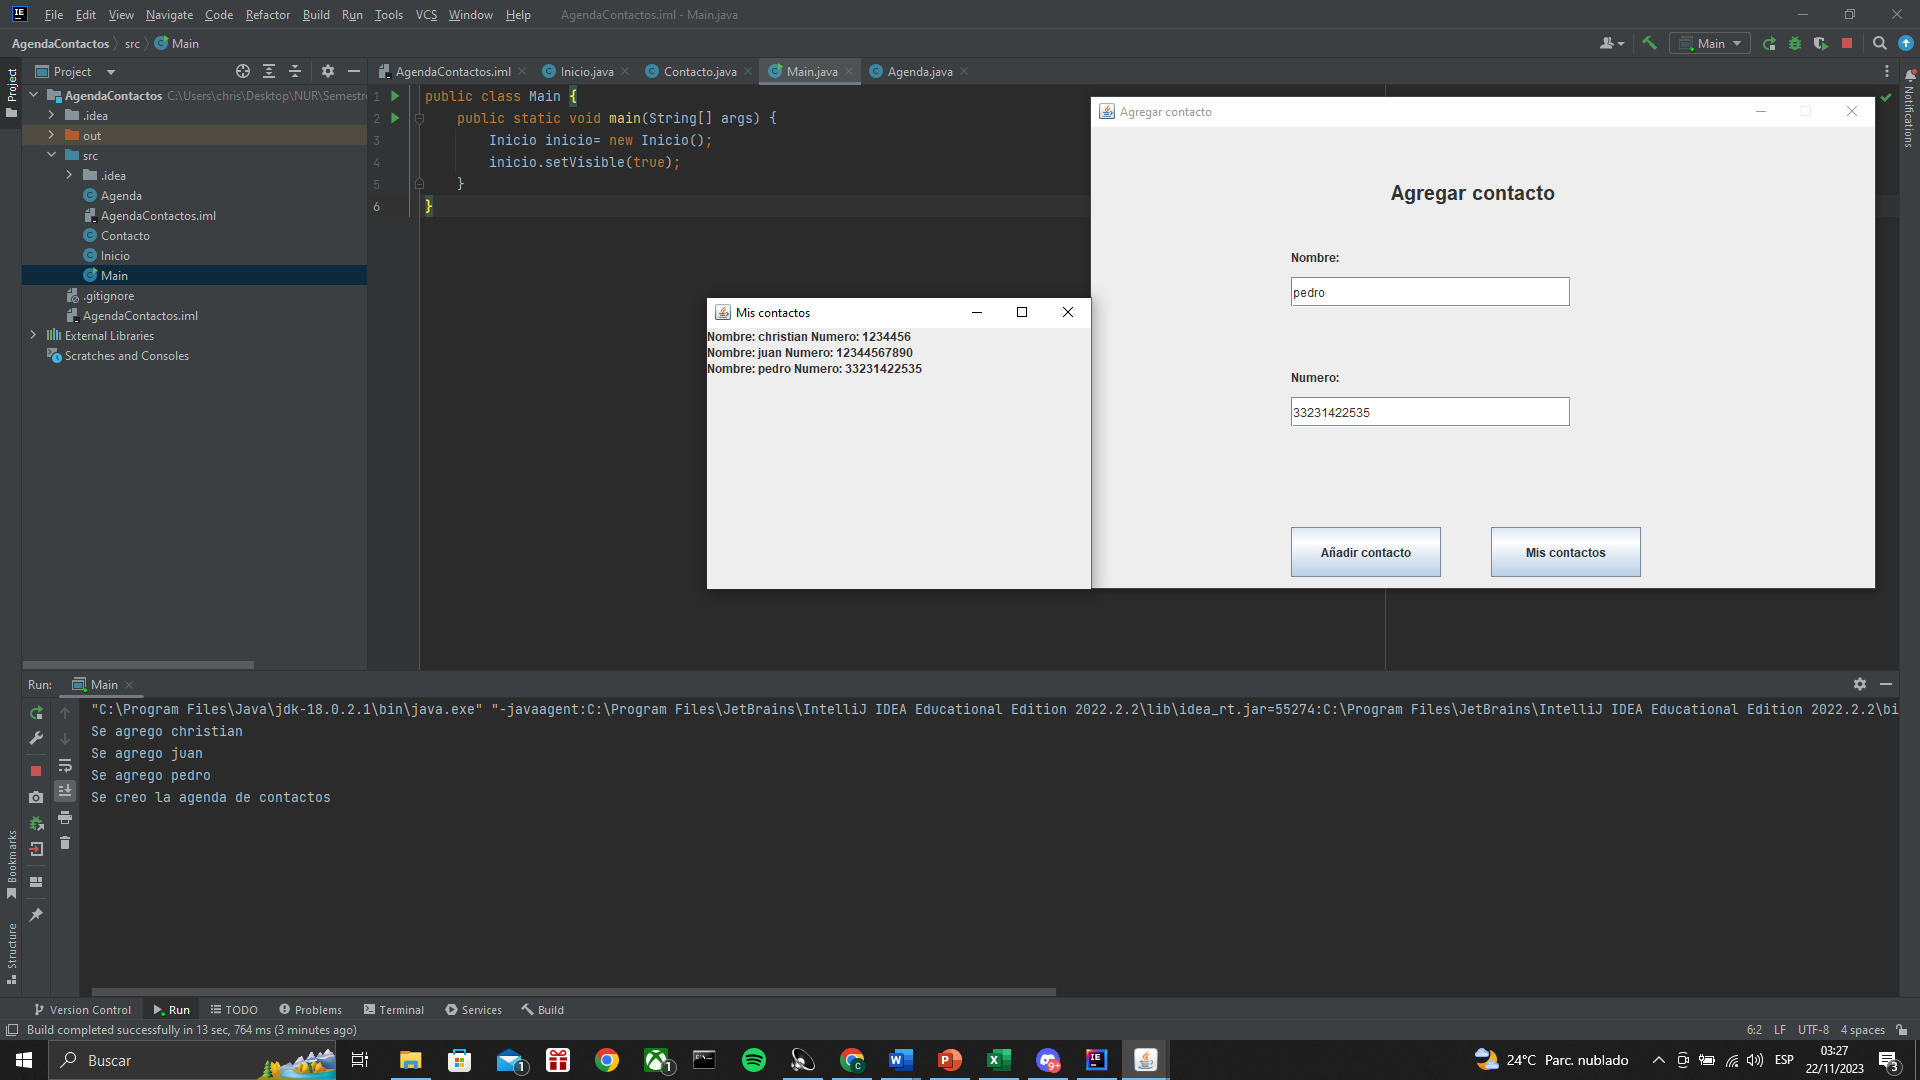 File Edit View Navigate Code Refactor Build Run Tools VCS Window Help AgendaContactos.iml - Main.java
AgendaContactos src Main
Main
Project
AgendaContactos.iml Inicio.java Contacto.java Main.java Agenda.java
Project
Notifications
AgendaContactos C:\Users\chris\Desktop\NUR\Semestr
.idea
out
src
.idea
Agenda
AgendaContactos.iml
Contacto
Inicio
Main
.gitignore
AgendaContactos.iml
External Libraries
Scratches and Consoles
1 public class Main {
2 public static void main(String[] args) {
3 Inicio inicio= new Inicio();
4 inicio.setVisible(true);
5 }
6 }
Agregar contacto
Agregar contacto
Nombre:
pedro
Numero:
33231422535
Añadir contacto Mis contactos
Mis contactos
Nombre: christian Numero: 1234456
Nombre: juan Numero: 12344567890
Nombre: pedro Numero: 33231422535
Run: Main
"C:\Program Files\Java\jdk-18.0.2.1\bin\java.exe" "-javaagent:C:\Program Files\JetBrains\IntelliJ IDEA Educational Edition 2022.2.2\lib\idea_rt.jar=55274:C:\Program Files\JetBrains\IntelliJ IDEA Educational Edition 2022.2.2\bi
Se agrego christian
Se agrego juan
Se agrego pedro
Se creo la agenda de contactos
Bookmarks
Structure
Version Control Run TODO Problems Terminal Services Build
Build completed successfully in 13 sec, 764 ms (3 minutes ago) 6:2 LF UTF-8 4 spaces
Buscar
1
1
9+
24°C Parc. nublado
ESP
03:27
22/11/2023
3